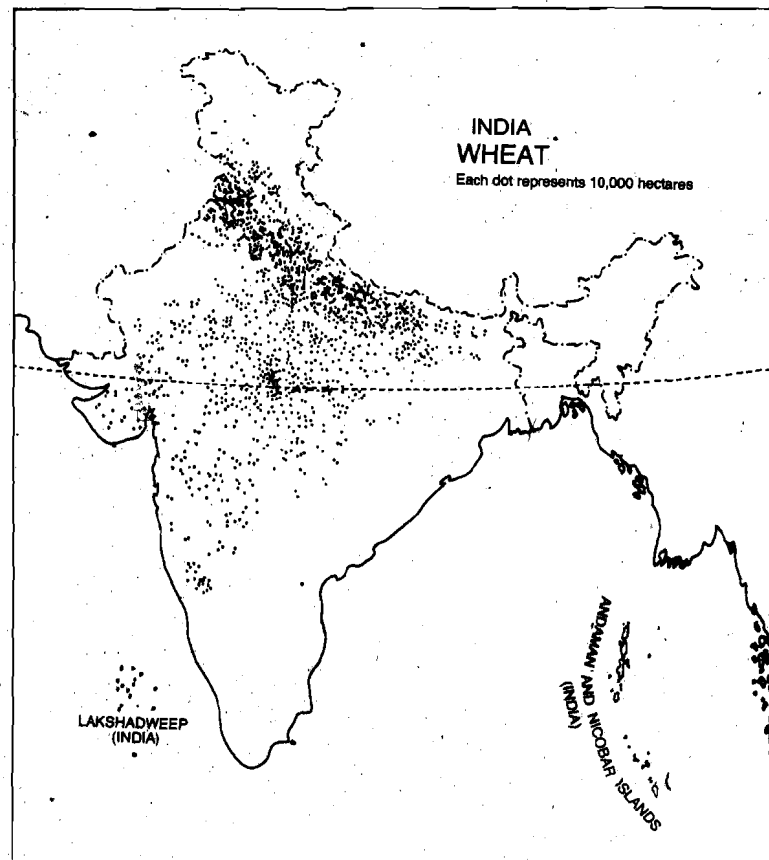 INDIA
WHEAT
Each dot represents 10,000 hectares
LAKSHADWEEP
(INDIA)
ANDAMAN AND NICOBAR ISLANDS
(INDIA)